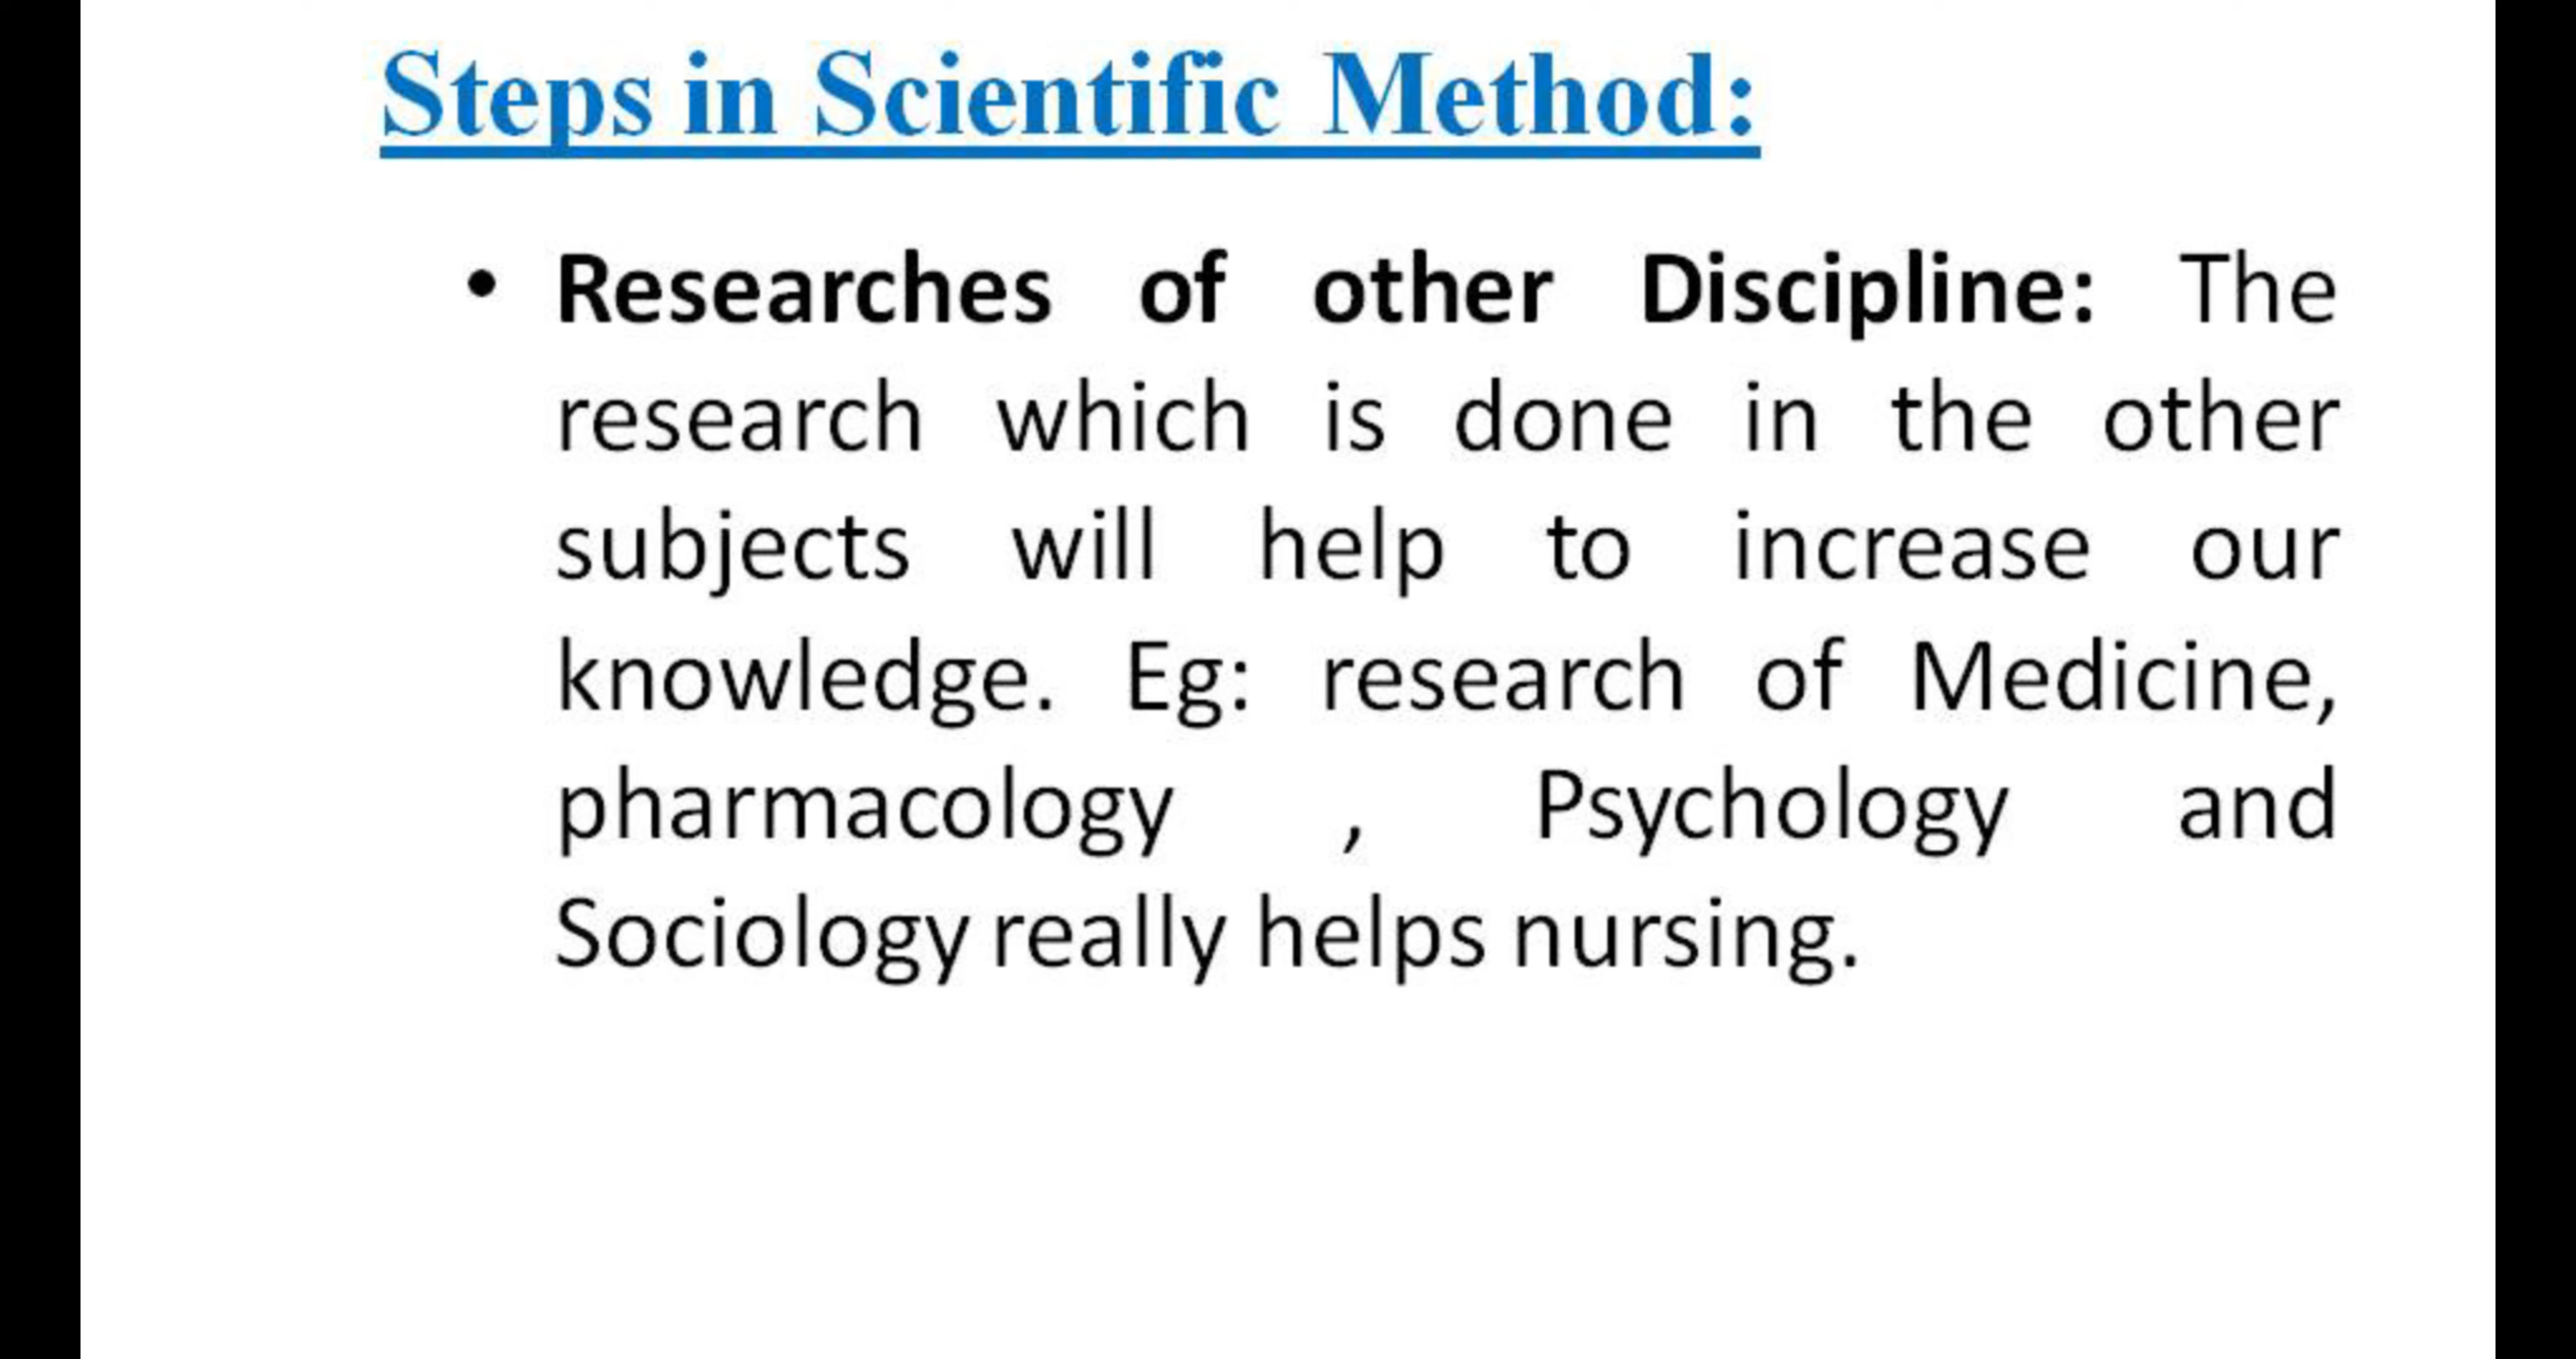 Steps in Scientific Method:
• Researches of other Discipline: The
research which is done in the other
subjects will help to increase our
knowledge. Eg: research of Medicine,
pharmacology , Psychology and
Sociology really helps nursing.